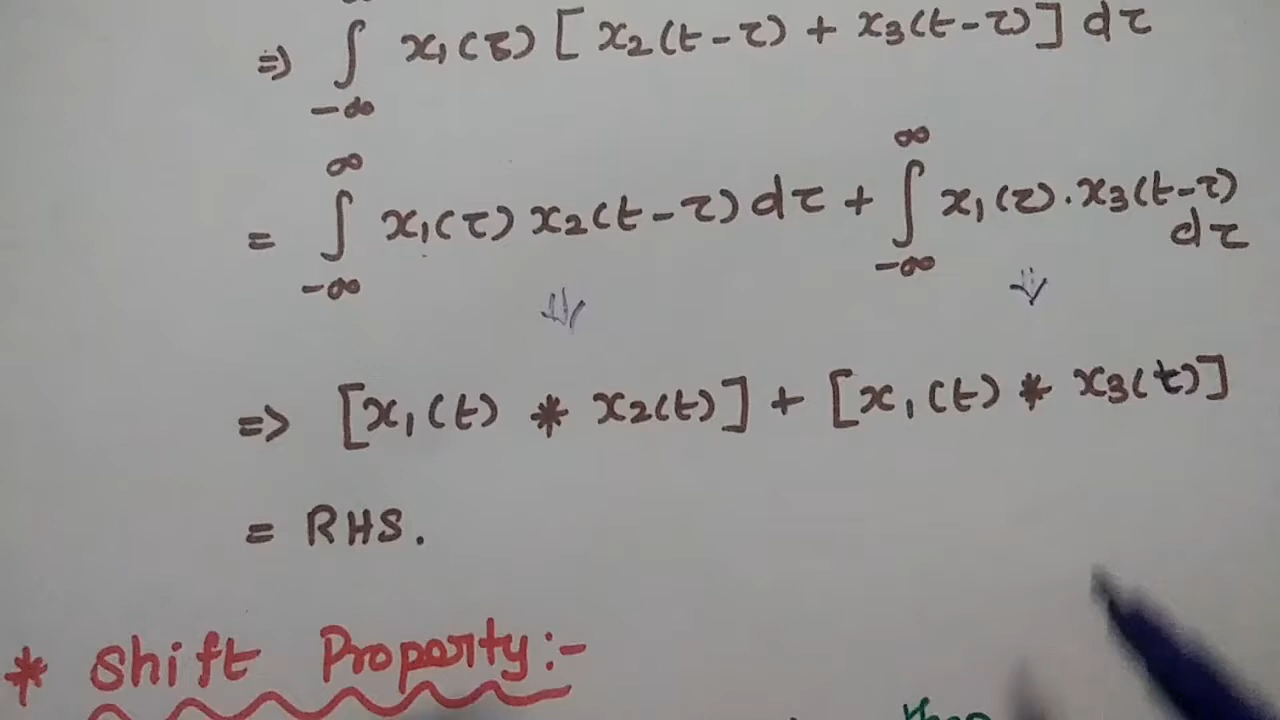 ∞
⇒ ∫ x₁(τ) [ x₂(t-τ) + x₃(t-τ) ] dτ
-∞
∞ ∞
= ∫ x₁(τ) x₂(t-τ) dτ + ∫ x₁(τ) . x₃(t-τ)
dτ
-∞ -∞
=> [x₁(t) * x₂(t)] + [x₁(t) * x₃(t)]
= RHS.
* Shift Property:-